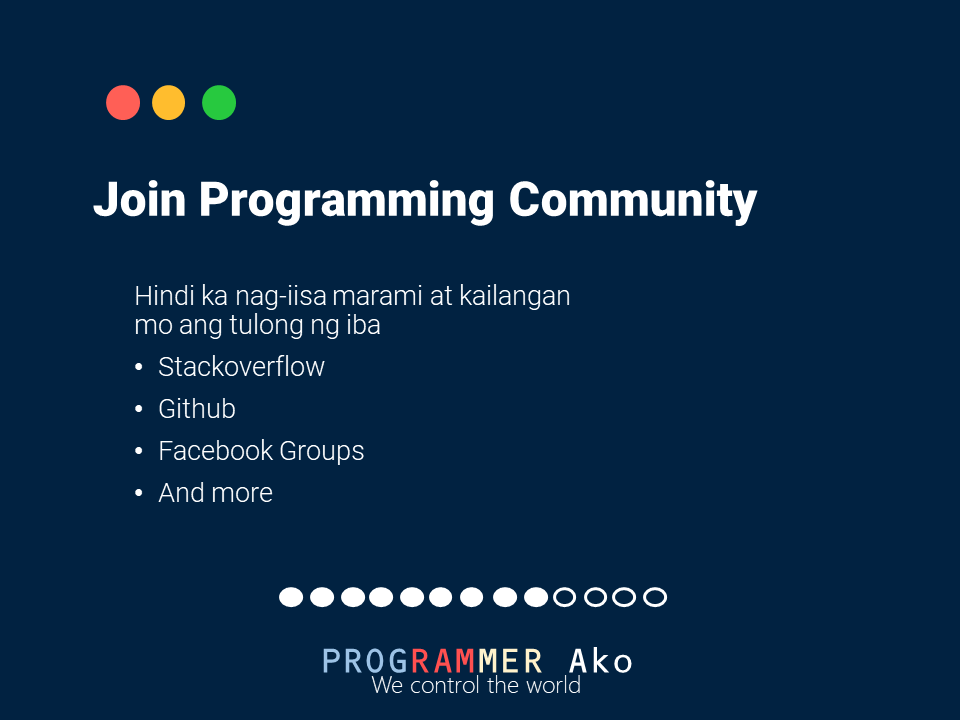 Join Programming Community
Hindi ka nag-iisa marami at kailangan
mo ang tulong ng iba
• Stackoverflow
• Github
• Facebook Groups
• And more
PROGRAMMER Ako
We control the world